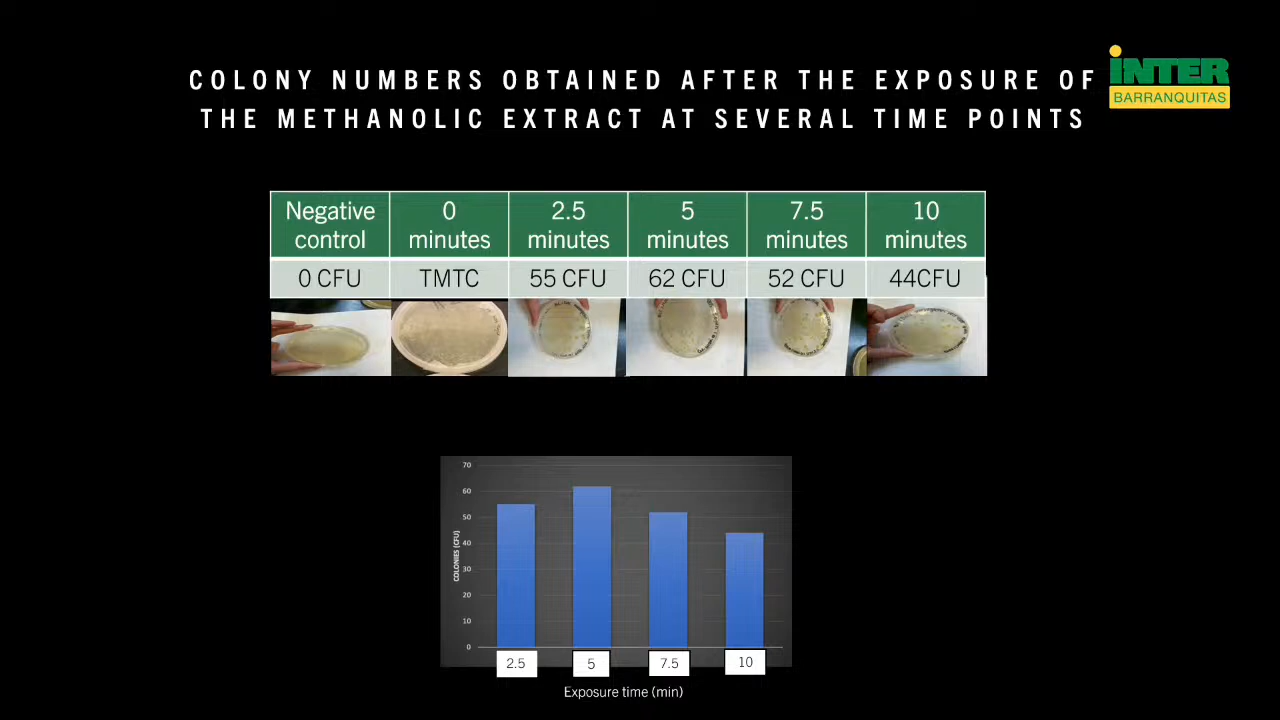 COLONY NUMBERS OBTAINED AFTER THE EXPOSURE OF
THE METHANOLIC EXTRACT AT SEVERAL TIME POINTS
INTER
BARRANQUITAS
Negative control
0 minutes
2.5 minutes
5 minutes
7.5 minutes
10 minutes
0 CFU
TMTC
55 CFU
62 CFU
52 CFU
44CFU
70
60
50
40
30
20
10
0
COLONIES (CFU)
2.5
5
7.5
10
Exposure time (min)